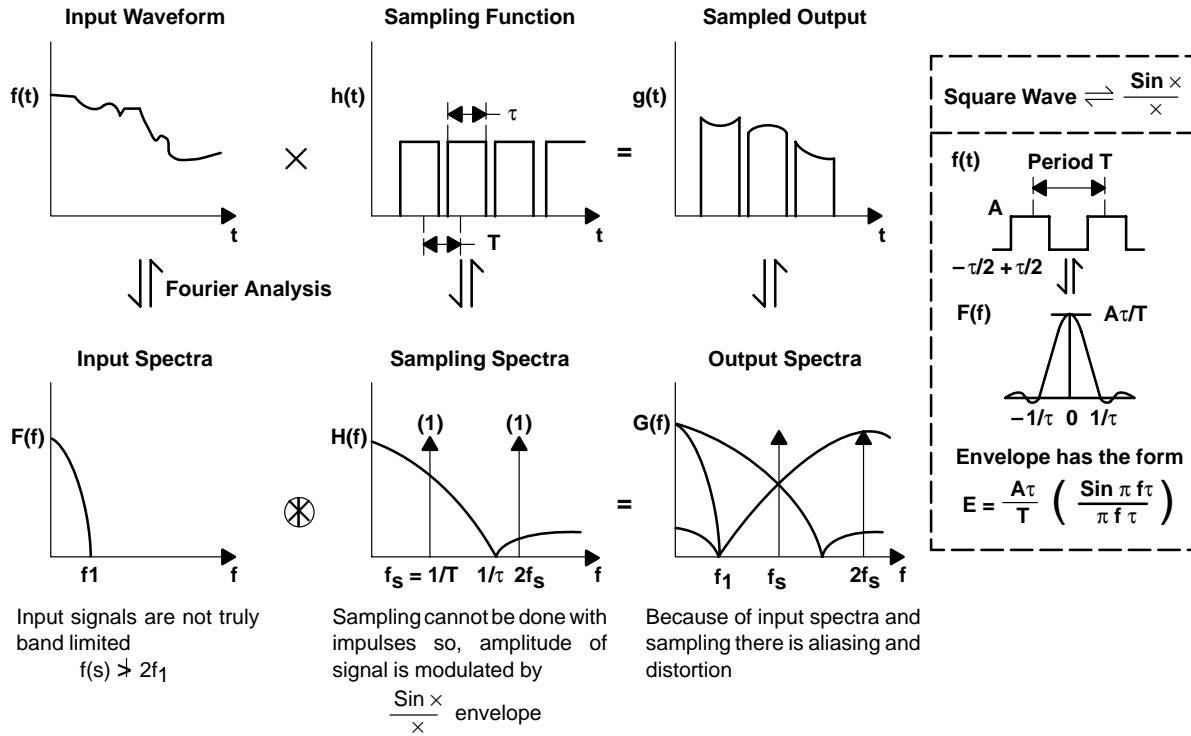 Input Waveform
Sampling Function
Sampled Output
f(t)
t
×
h(t)
τ
T
t
=
g(t)
t
Fourier Analysis
Input Spectra
Sampling Spectra
Output Spectra
F(f)
f1
f
H(f)
(1)
(1)
fs = 1/T
1/τ
2fs
f
=
G(f)
f1
fs
2fs
f
Input signals are not truly
band limited
f(s) ≯ 2f1
Sampling cannot be done with
impulses so, amplitude of
signal is modulated by
Sin ×
×
envelope
Because of input spectra and
sampling there is aliasing and
distortion
Square Wave ⇌ Sin ×
×
f(t)
Period T
A
−τ/2 +τ/2
F(f)
Aτ/T
−1/τ 0 1/τ
Envelope has the form
E = Aτ/T ( Sin π fτ / π f τ )